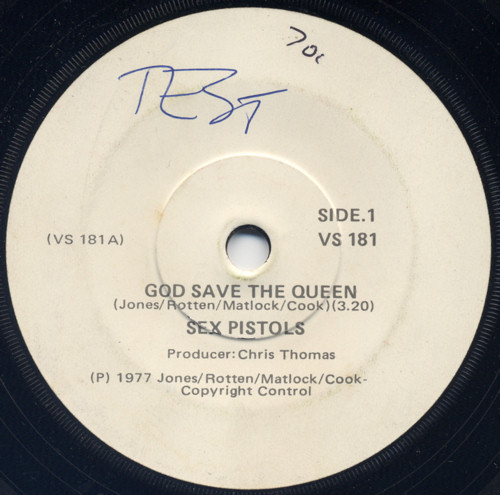 TEST
SIDE.1
(VS 181A)
VS 181
GOD SAVE THE QUEEN
(Jones/Rotten/Matlock/Cook)(3.20)
SEX PISTOLS
Producer: Chris Thomas
(P) 1977 Jones/Rotten/Matlock/Cook-
Copyright Control